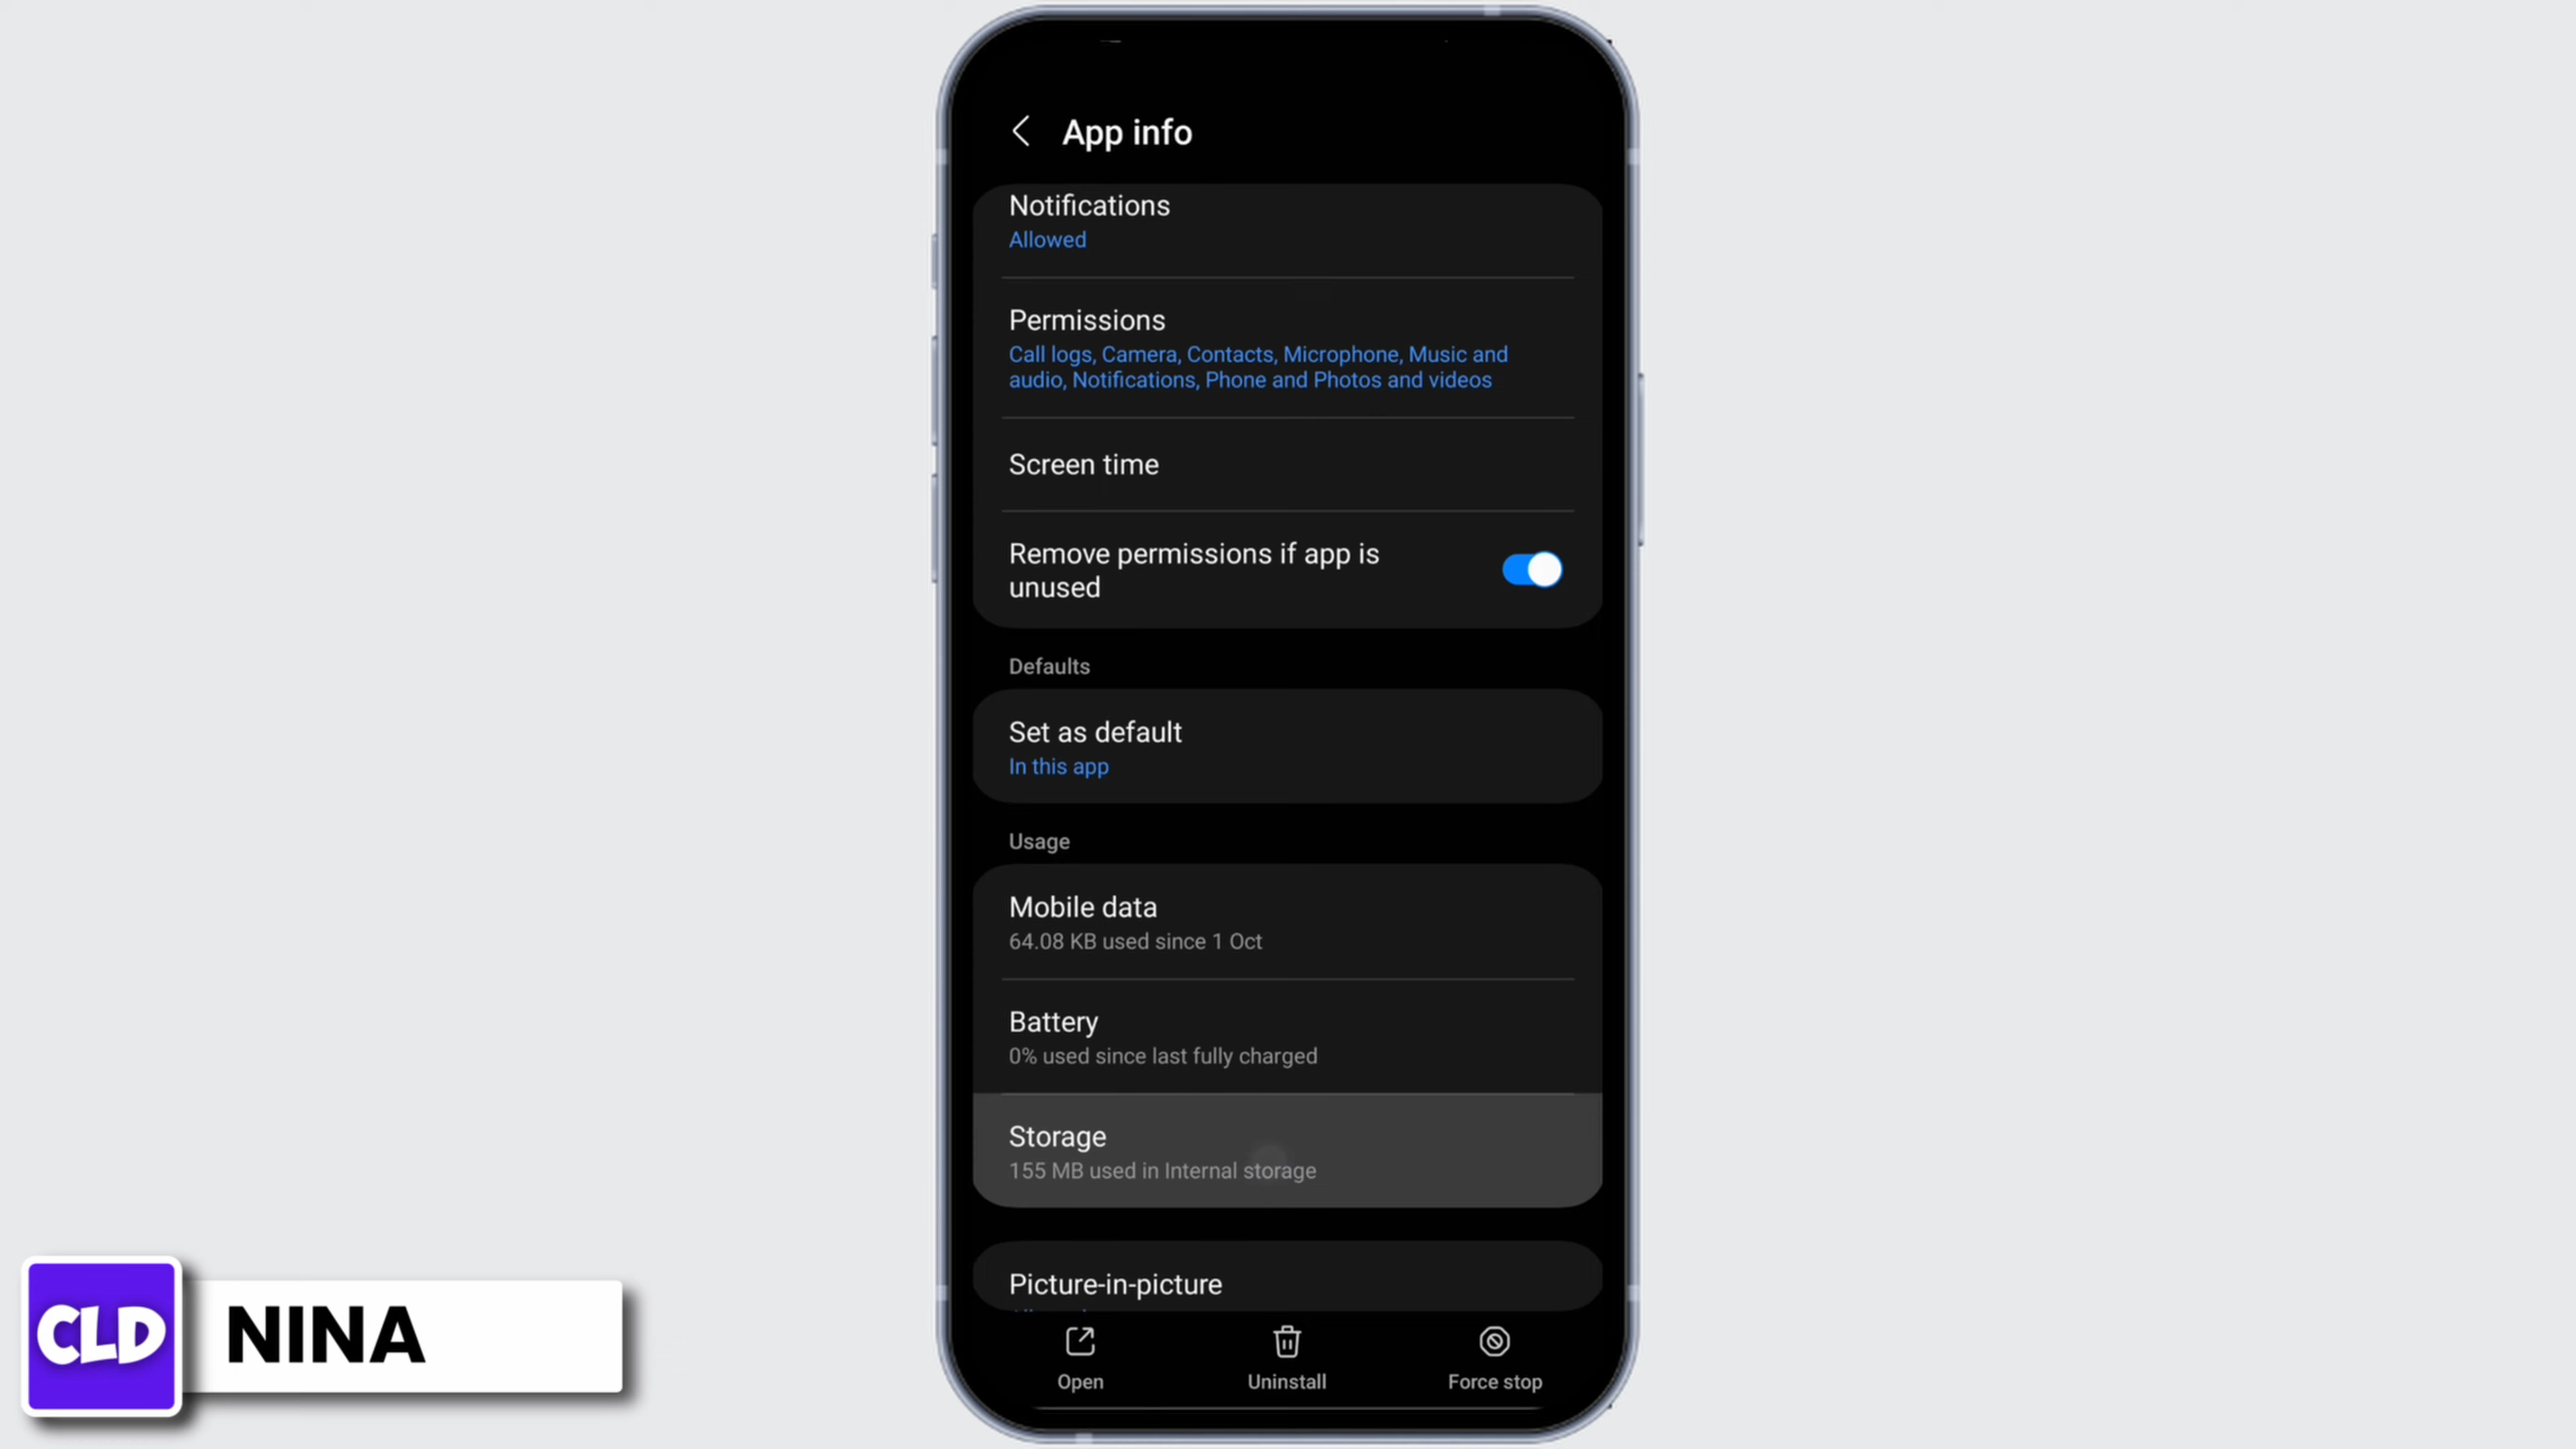 App info
Notifications
Allowed
Permissions
Call logs, Camera, Contacts, Microphone, Music and
audio, Notifications, Phone and Photos and videos
Screen time
Remove permissions if app is
unused
Defaults
Set as default
In this app
Usage
Mobile data
64.08 KB used since 1 Oct
Battery
0% used since last fully charged
Storage
155 MB used in Internal storage
Picture-in-picture
Open
Uninstall
Force stop
CLD
NINA